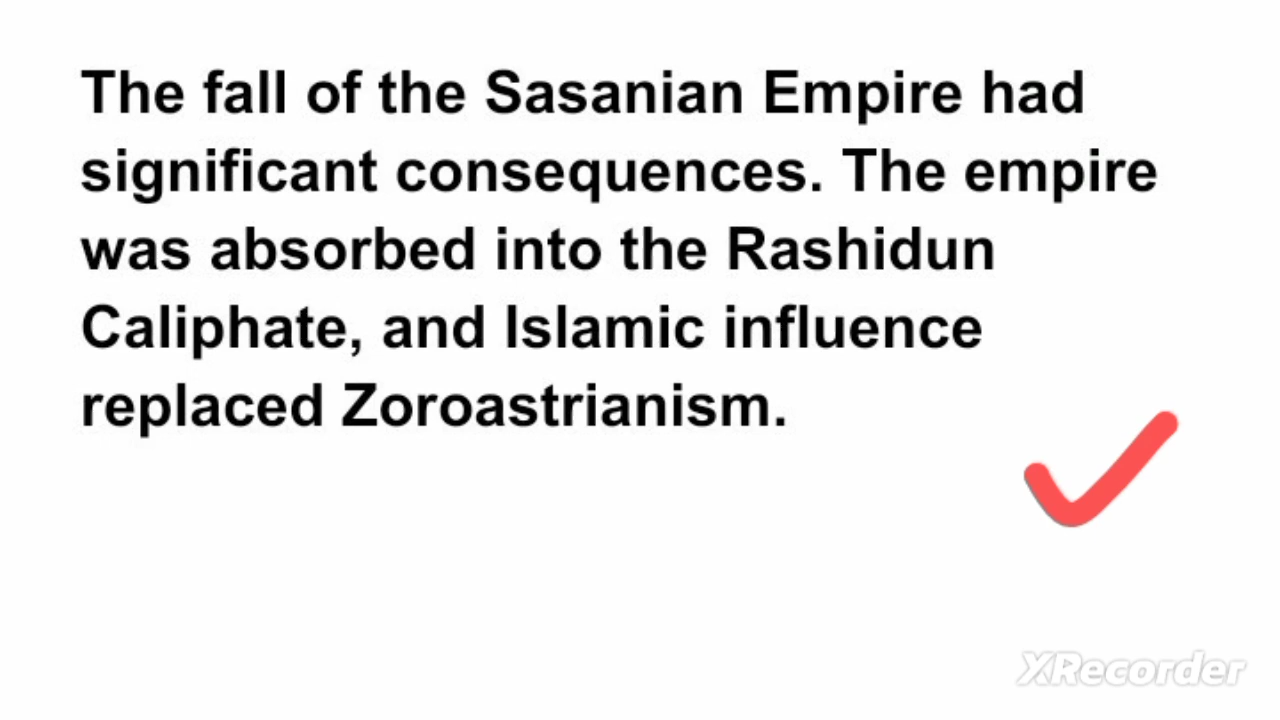 The fall of the Sasanian Empire had
significant consequences. The empire
was absorbed into the Rashidun
Caliphate, and Islamic influence
replaced Zoroastrianism.
XRecorder